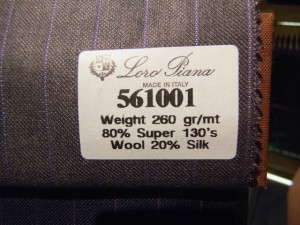 Loro Piana
MADE IN ITALY
561001
Weight 260 gr/mt
80% Super 130's
Wool 20% Silk